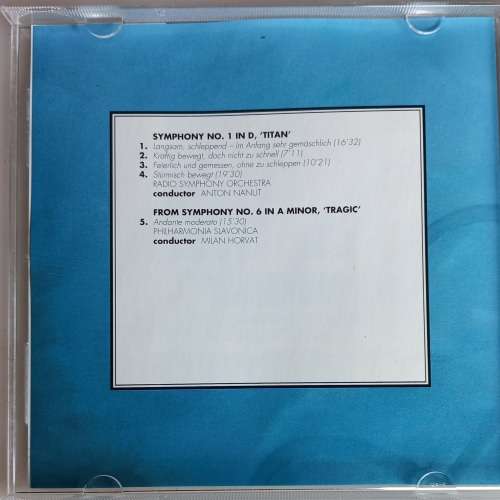 SYMPHONY NO. 1 IN D, 'TITAN'
1. Langsam, schleppend – im Anfang sehr gemäschlich (16'32)
2. Kräftig bewegt, doch nicht zu schnell (7'11)
3. Feierlich und gemessen, ohne zu schleppen (10'21)
4. Stürmisch bewegt (19'30)
RADIO SYMPHONY ORCHESTRA
conductor ANTON NANUT
FROM SYMPHONY NO. 6 IN A MINOR, 'TRAGIC'
5. Andante moderato (15'30)
PHILHARMONIA SLAVONICA
conductor MILAN HORVAT